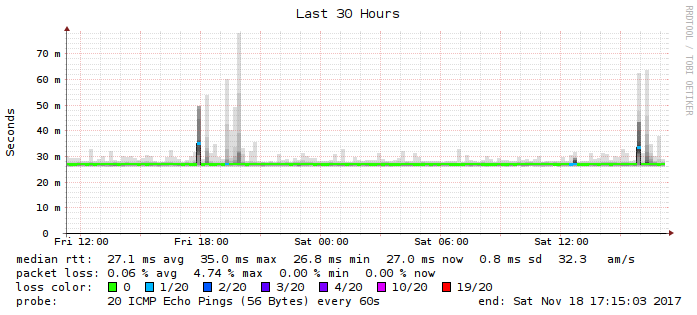 Last 30 Hours
RRDTOOL / TOBI OETIKER
Seconds
70 m
60 m
50 m
40 m
30 m
20 m
10 m
0
Fri 12:00 Fri 18:00 Sat 00:00 Sat 06:00 Sat 12:00
median rtt: 27.1 ms avg 35.0 ms max 26.8 ms min 27.0 ms now 0.8 ms sd 32.3 am/s
packet loss: 0.06 % avg 4.74 % max 0.00 % min 0.00 % now
loss color: 0 1/20 2/20 3/20 4/20 10/20 19/20
probe: 20 ICMP Echo Pings (56 Bytes) every 60s end: Sat Nov 18 17:15:03 2017